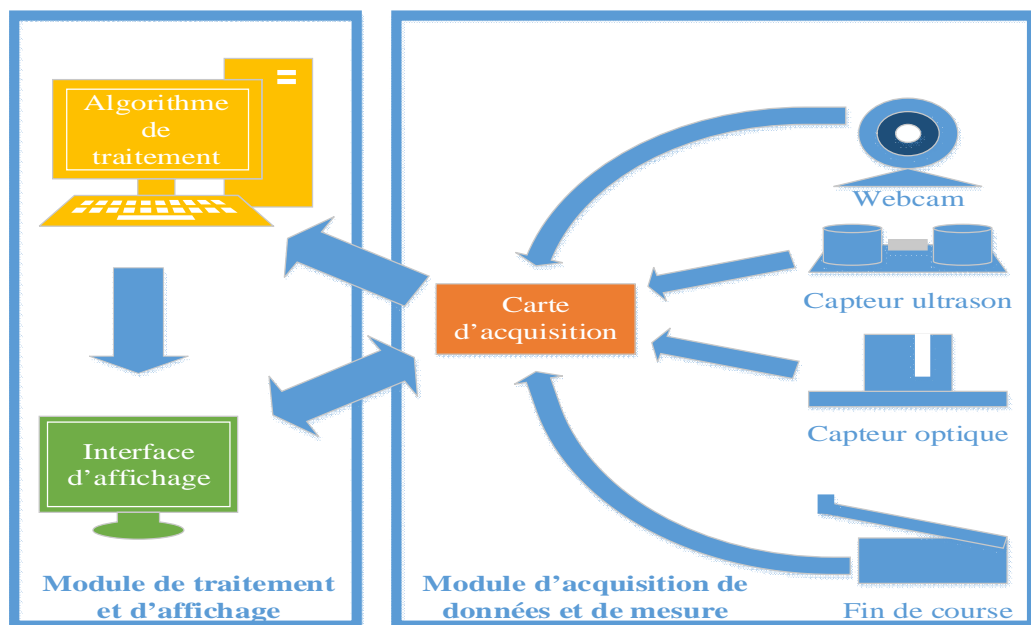 Algorithme
de
traitement
Interface
d’affichage
Module de traitement
et d’affichage
Carte
d’acquisition
Webcam
Capteur ultrason
Capteur optique
Fin de course
Module d’acquisition de
données et de mesure